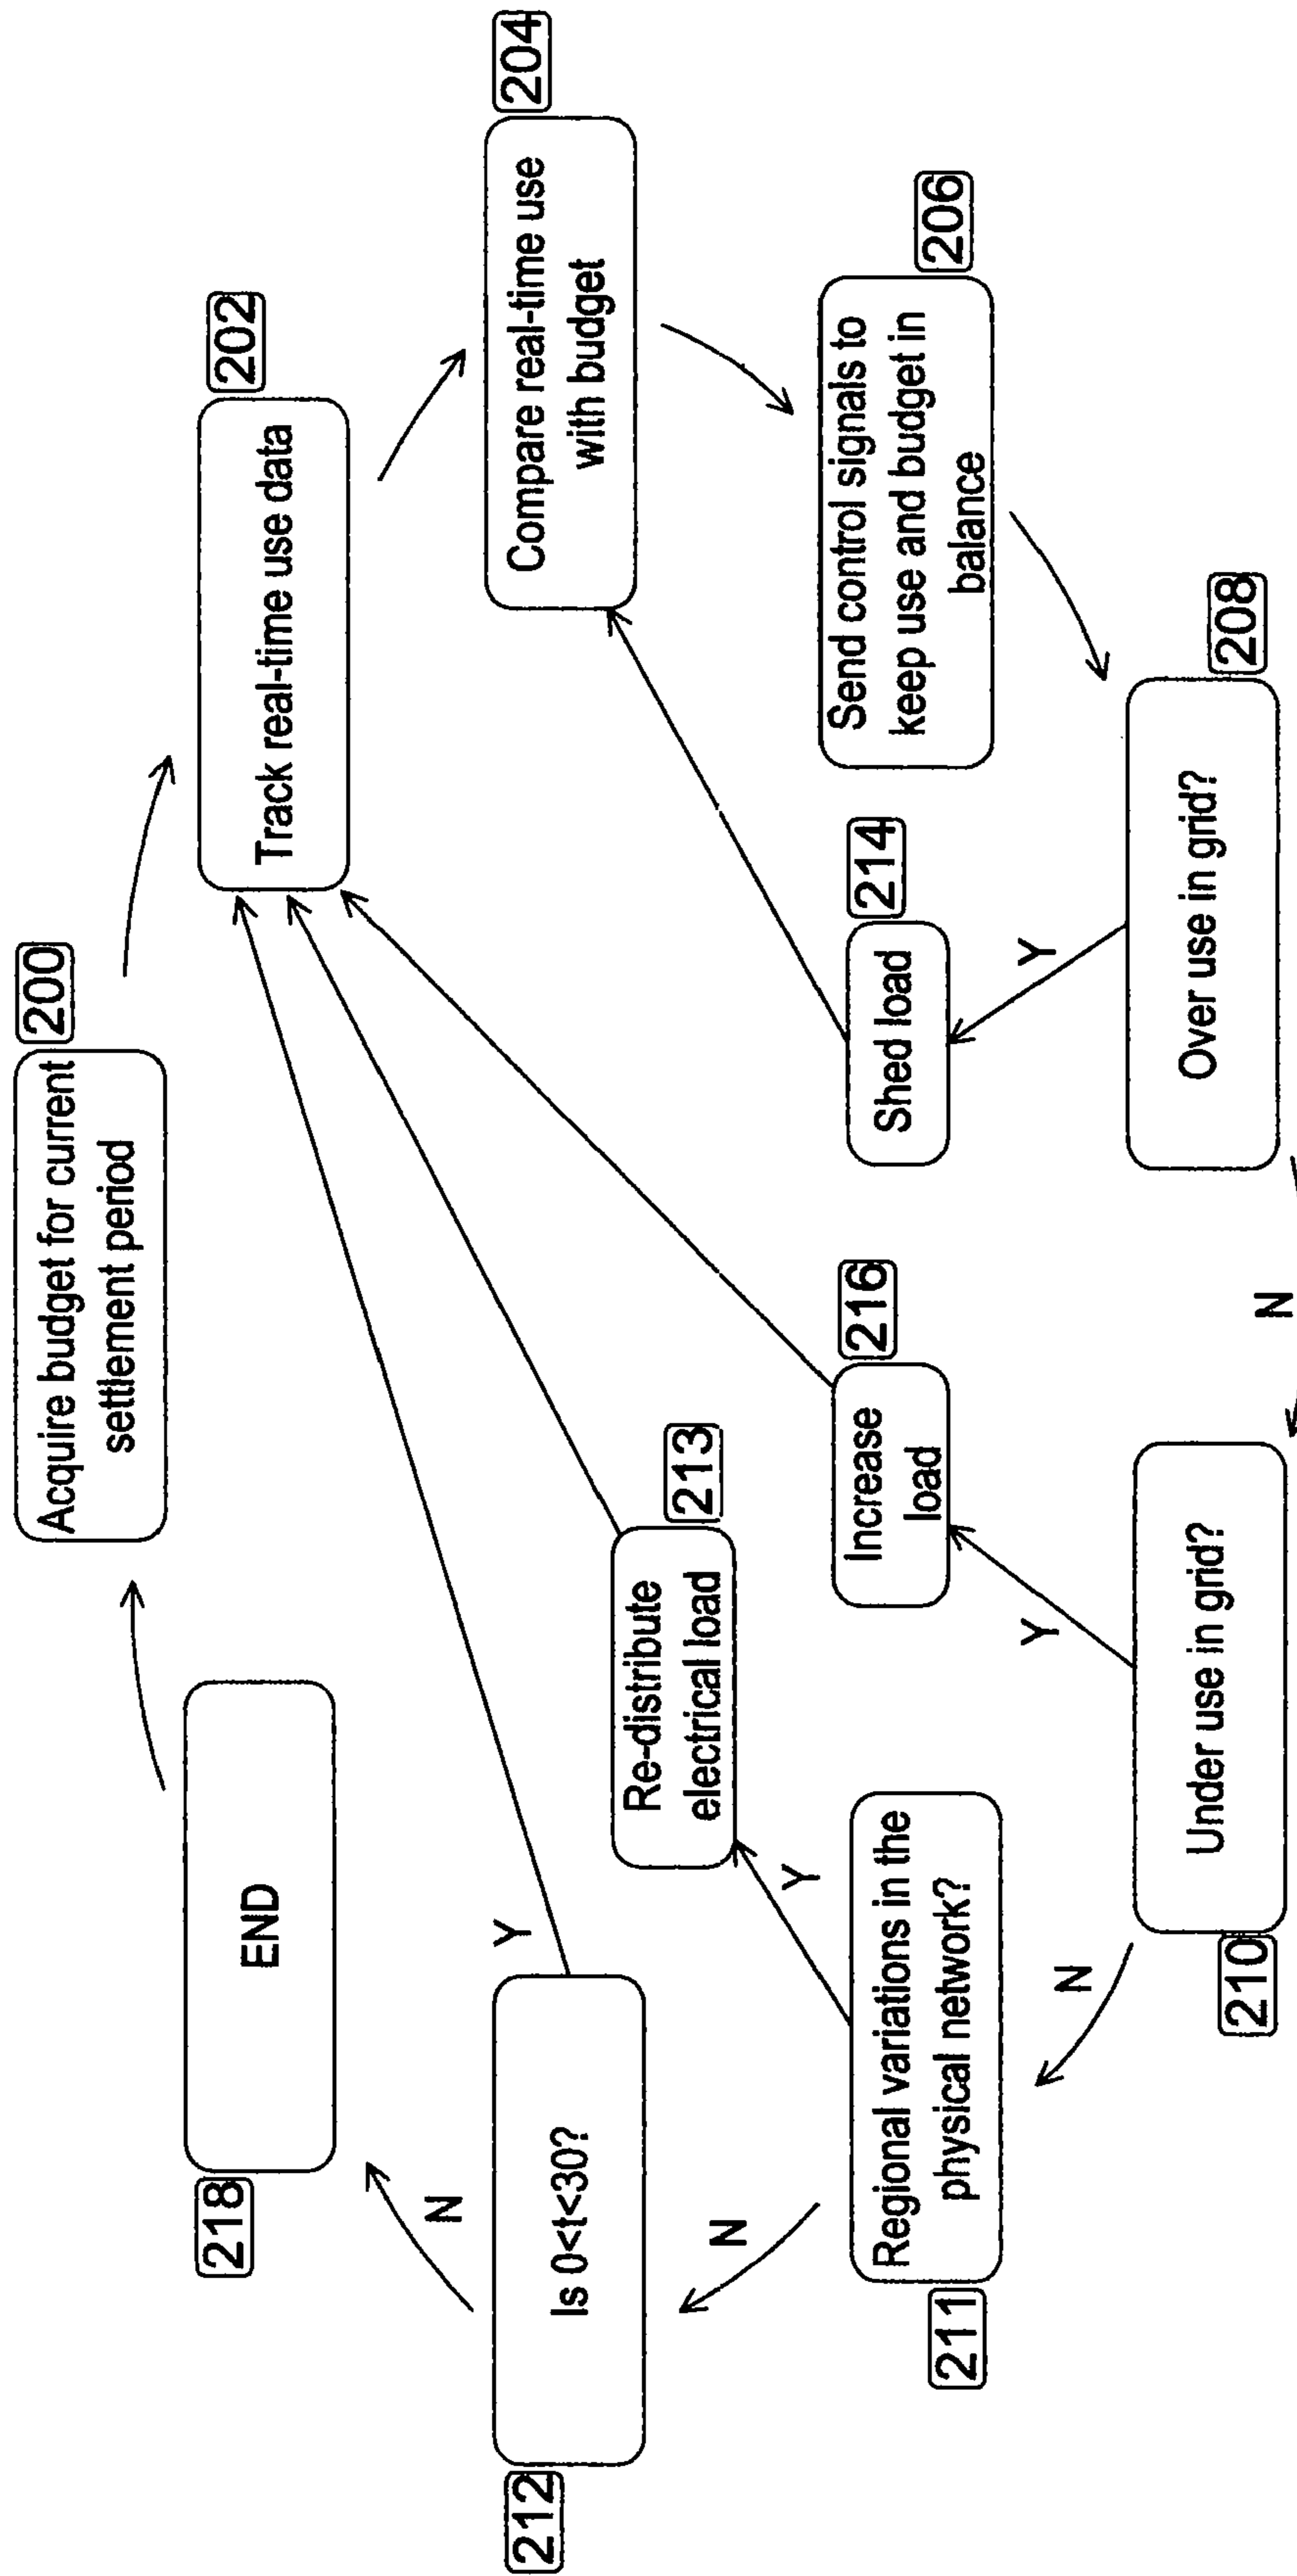 Acquire budget for current
settlement period
200
Track real-time use data
202
Compare real-time use
with budget
204
Send control signals to
keep use and budget in
balance
206
Over use in grid?
208
Y
Shed load
214
N
Under use in grid?
210
Y
Increase
load
216
N
Regional variations in the
physical network?
211
Y
Re-distribute
electrical load
213
N
Is 0<t<30?
212
Y
N
END
218